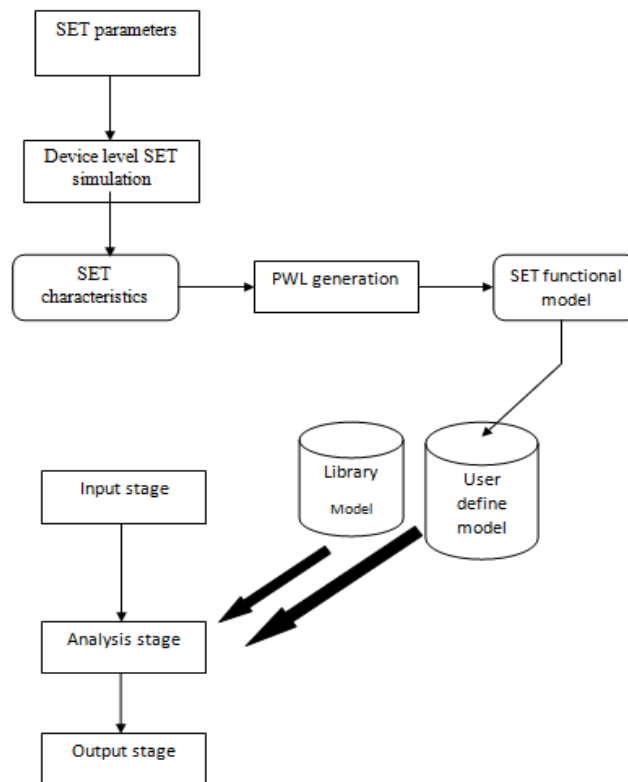 SET parameters
Device level SET
simulation
SET
characteristics
PWL generation
SET functional
model
Library
Model
User
define
model
Input stage
Analysis stage
Output stage